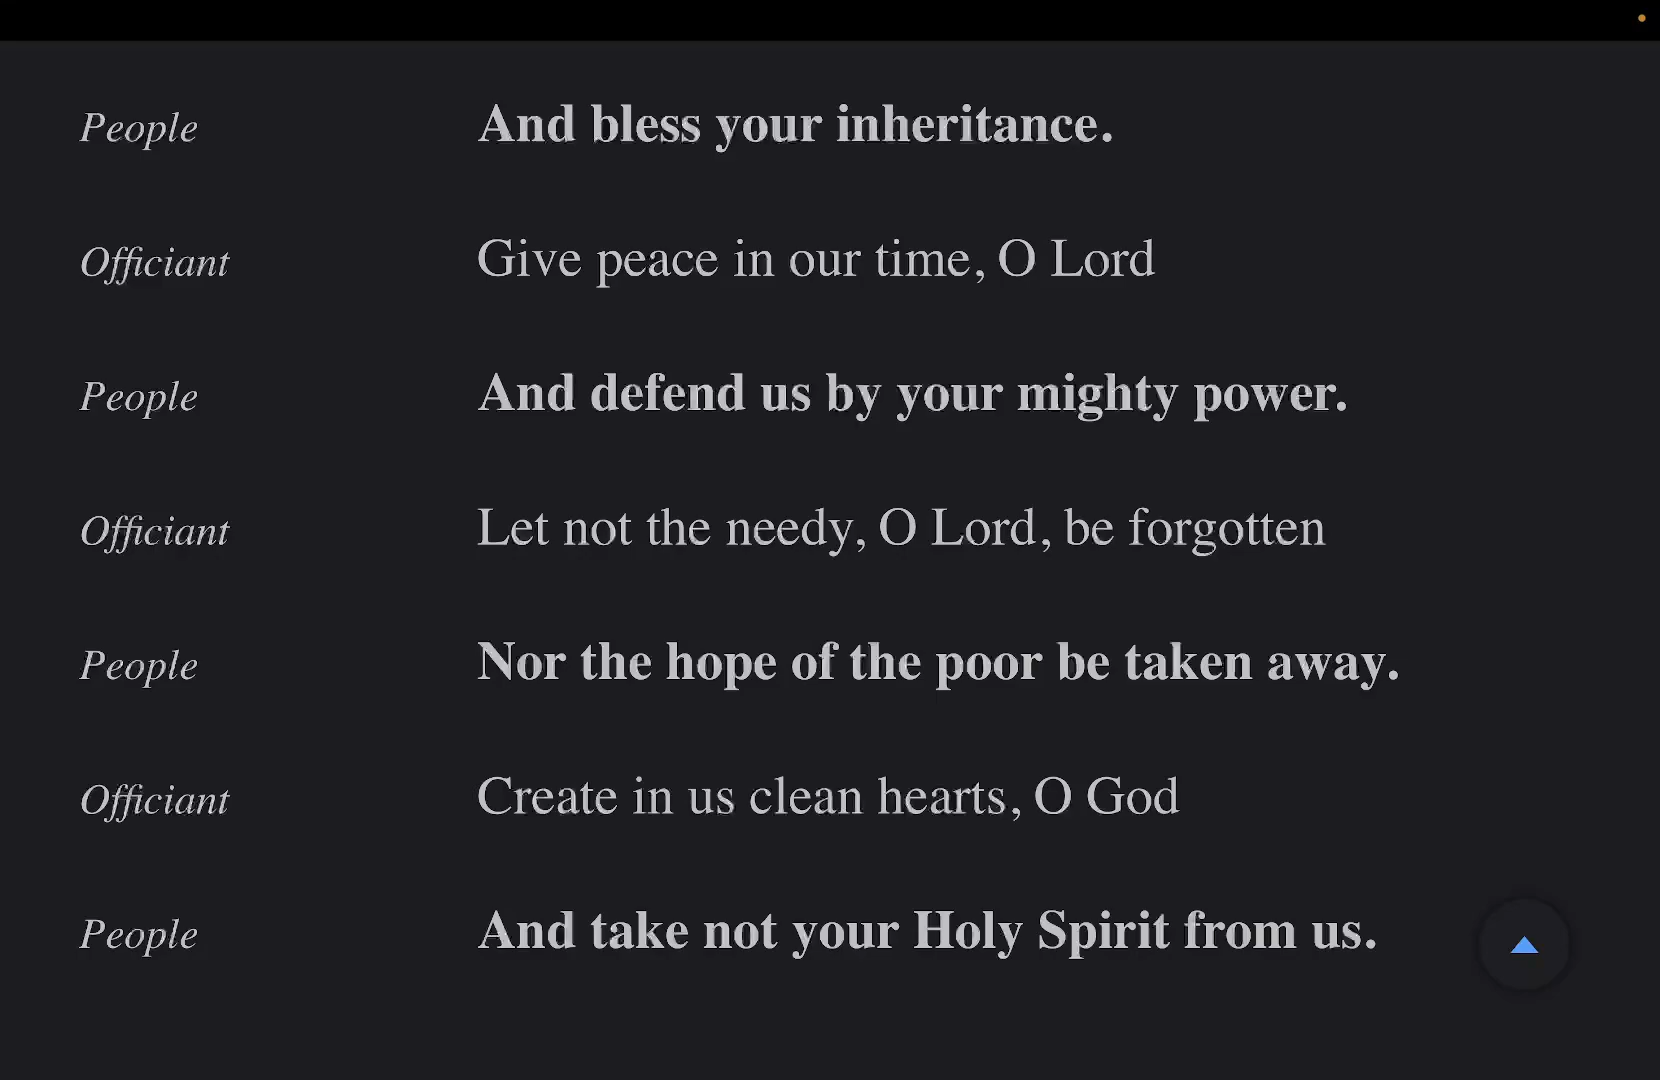 People And bless your inheritance.
Officiant Give peace in our time, O Lord
People And defend us by your mighty power.
Officiant Let not the needy, O Lord, be forgotten
People Nor the hope of the poor be taken away.
Officiant Create in us clean hearts, O God
People And take not your Holy Spirit from us.